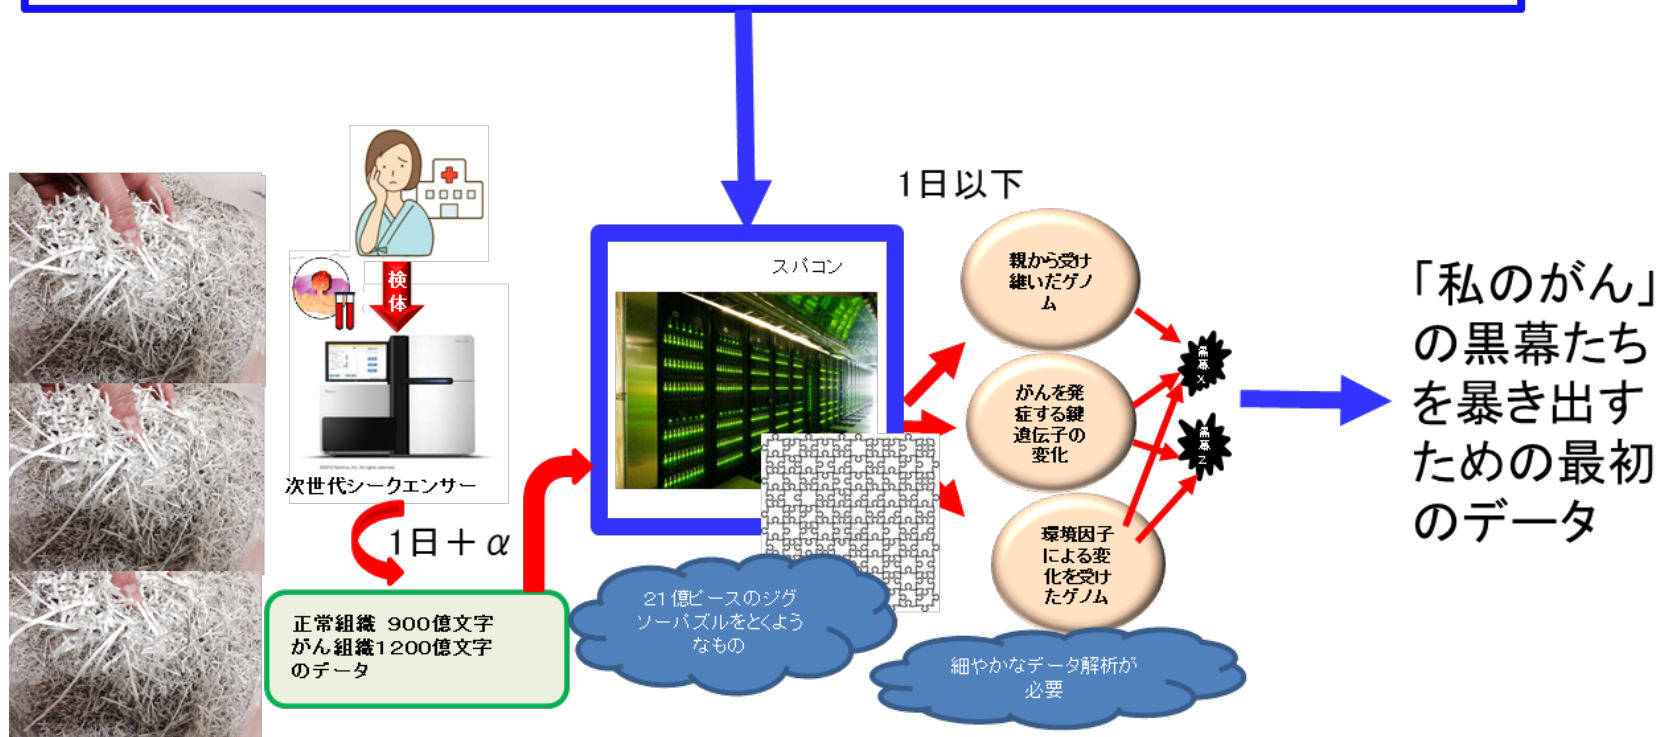 1日以下
検
体
次世代シークエンサー
1日＋α
正常組織 900億文字
がん組織1200億文字
のデータ
スパコン
21億ピースのジグ
ソーパズルをとくよう
なもの
親から受け
継いだゲノ
ム
がんを発
症する鍵
遺伝子の
変化
環境因子
による変
化を受け
たゲノム
黒
幕
X
黒
幕
Z
細やかなデータ解析が
必要
「私のがん」
の黒幕たち
を暴き出す
ための最初
のデータ